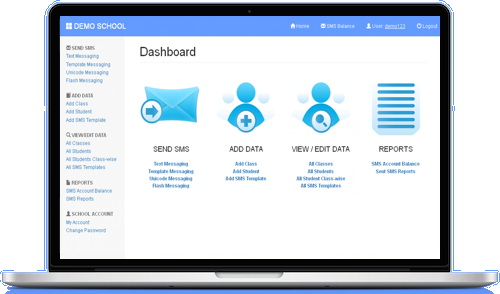 DEMO SCHOOL
Home
SMS Balance
User: demo123
Logout
SEND SMS
Text Messaging
Template Messaging
Unicode Messaging
Flash Messaging
ADD DATA
Add Class
Add Student
Add SMS Template
VIEW/EDIT DATA
All Classes
All Students
All Students Class-wise
All SMS Templates
REPORTS
SMS Account Balance
SMS Reports
SCHOOL ACCOUNT
My Account
Change Password
Dashboard
SEND SMS
Text Messaging
Template Messaging
Unicode Messaging
Flash Messaging
ADD DATA
Add Class
Add Student
Add SMS Template
VIEW / EDIT DATA
All Classes
All Students
All Student Class-wise
All SMS Templates
REPORTS
SMS Account Balance
Sent SMS Reports